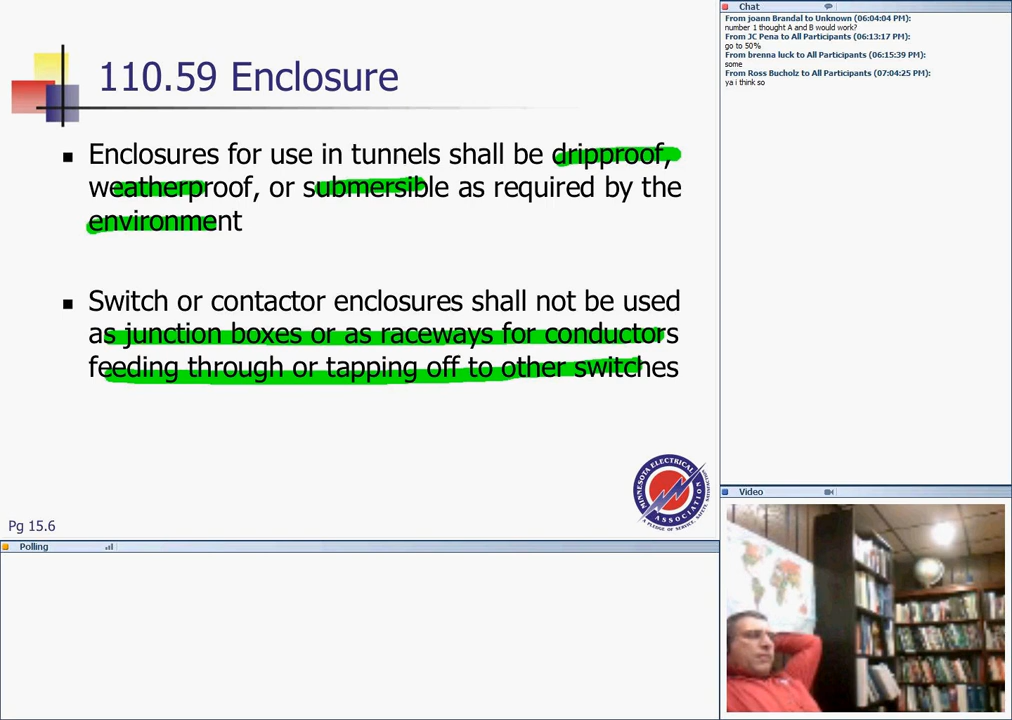 110.59 Enclosure
Enclosures for use in tunnels shall be dripproof,
weatherproof, or submersible as required by the
environment
Switch or contactor enclosures shall not be used
as junction boxes or as raceways for conductors
feeding through or tapping off to other switches
MINNESOTA ELECTRICAL
ASSOCIATION
Pg 15.6
Polling
Chat
From joann Brandal to Unknown (06:04:04 PM):
number 1 thought A and B would work?
From JC Pena to All Participants (06:13:17 PM):
go to 50%
From brenna luck to All Participants (06:15:39 PM):
some
From Ross Bucholz to All Participants (07:04:25 PM):
ya i think so
Video